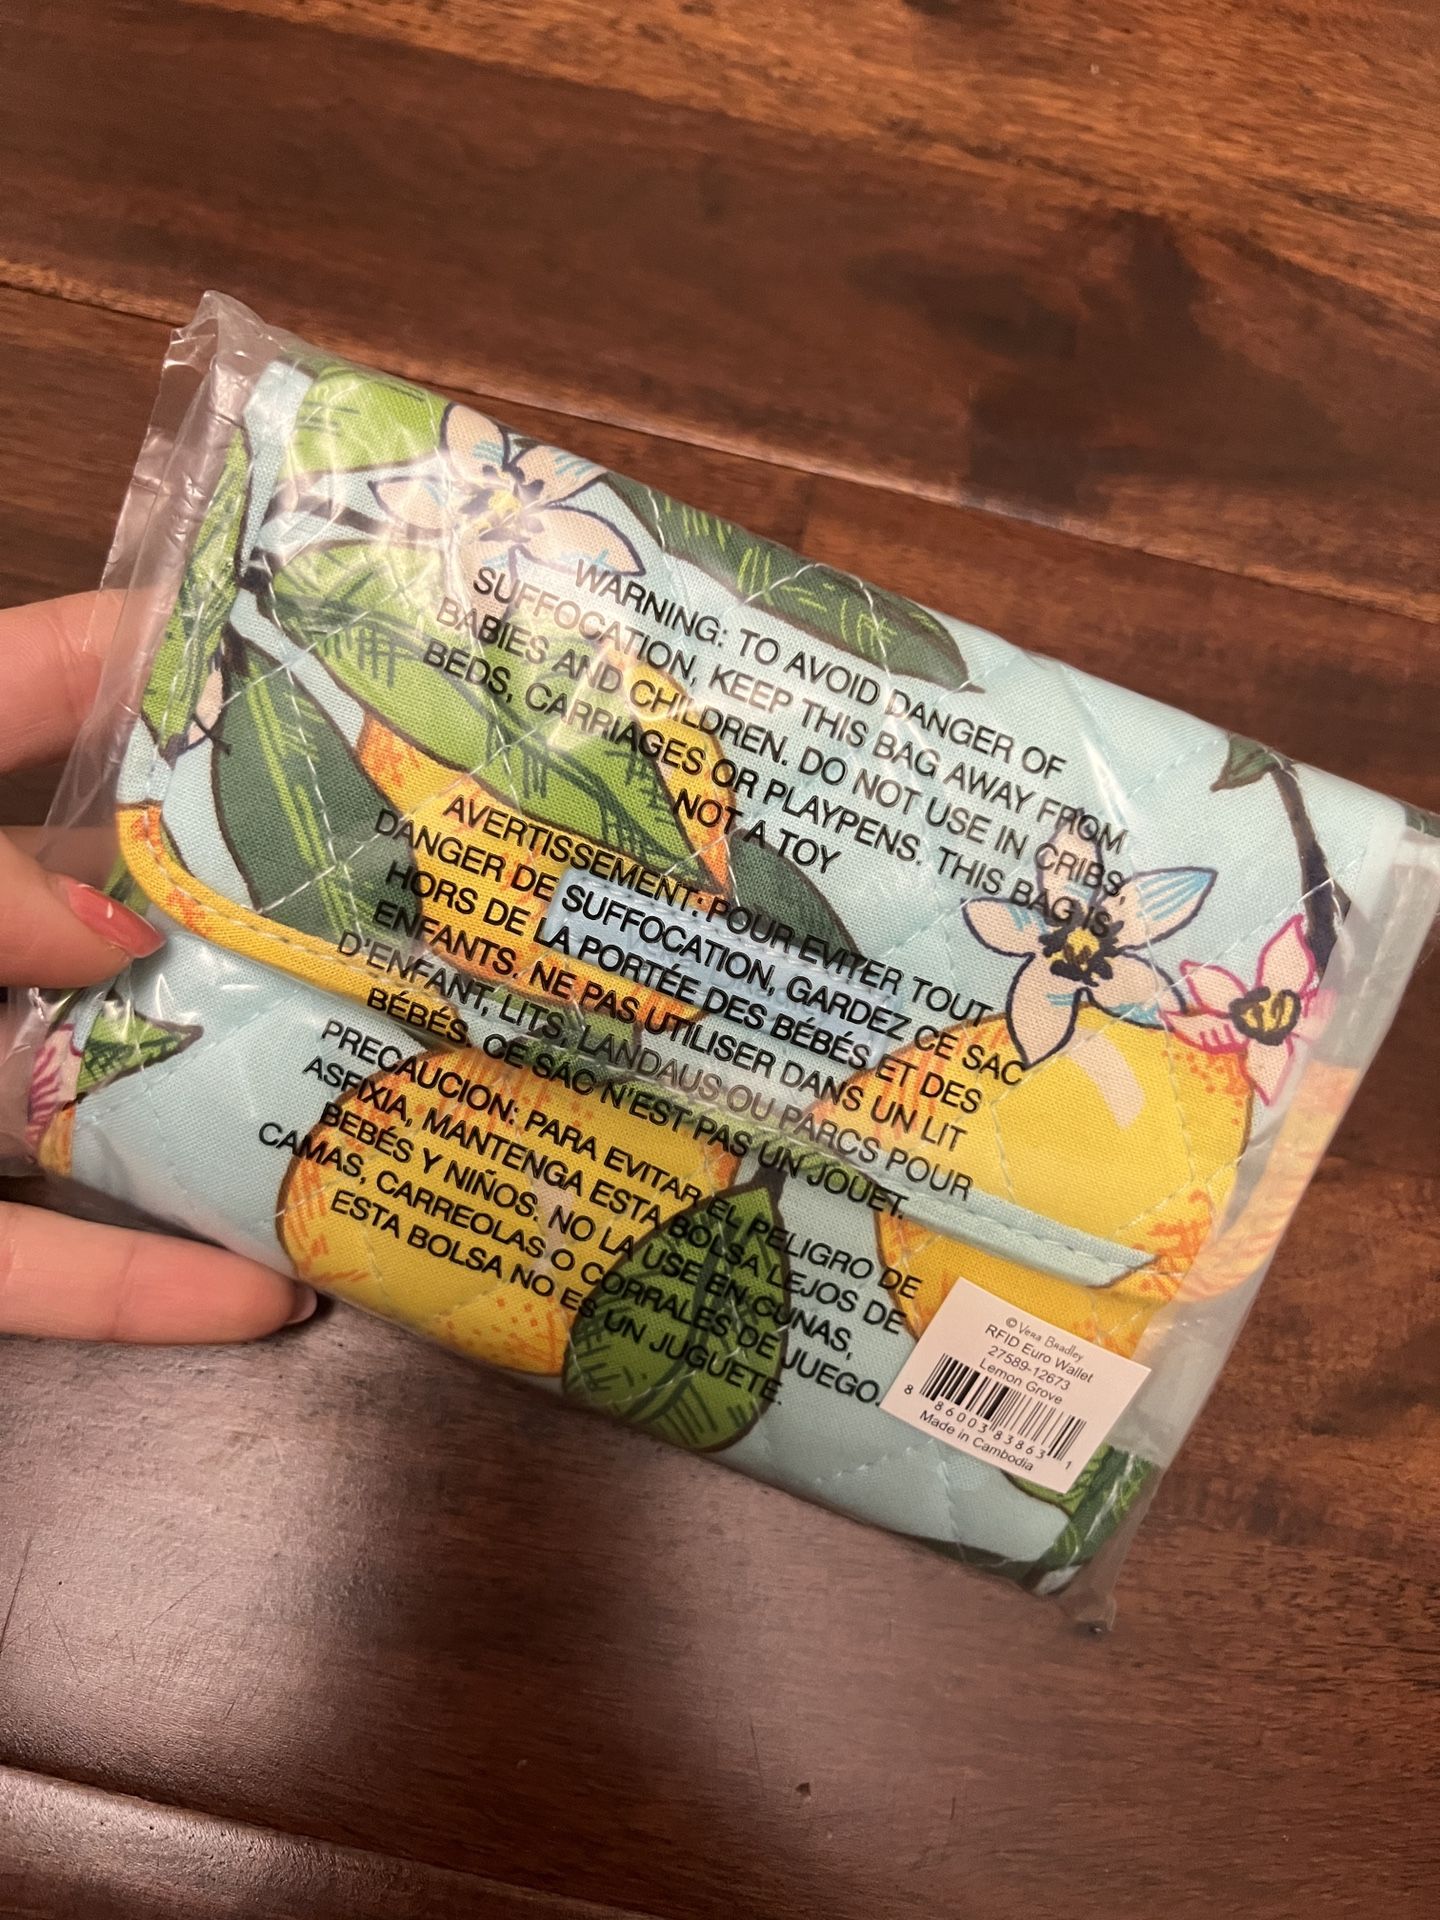 WARNING: TO AVOID DANGER OF
SUFFOCATION, KEEP THIS BAG AWAY FROM
BABIES AND CHILDREN. DO NOT USE IN CRIBS,
BEDS, CARRIAGES OR PLAYPENS. THIS BAG IS
NOT A TOY
AVERTISSEMENT: POUR EVITER TOUT
DANGER DE SUFFOCATION, GARDEZ CE SAC
HORS DE LA PORTÉE DES BÉBÉS ET DES
ENFANTS. NE PAS UTILISER DANS UN LIT
D'ENFANT, LITS, LANDAUS OU PARCS POUR
BÉBÉS, CE SAC N'EST PAS UN JOUET.
PRECAUCION: PARA EVITAR EL PELIGRO DE
ASFIXIA, MANTENGA ESTA BOLSA LEJOS DE
BEBÉS Y NIÑOS. NO LA USE EN CUNAS,
CAMAS, CARREOLAS O CORRALES DE JUEGO.
ESTA BOLSA NO ES UN JUGUETE.
© Vera Bradley
RFID Euro Wallet
27589-12673
Lemon Grove
8 86003 83863 1
Made in Cambodia